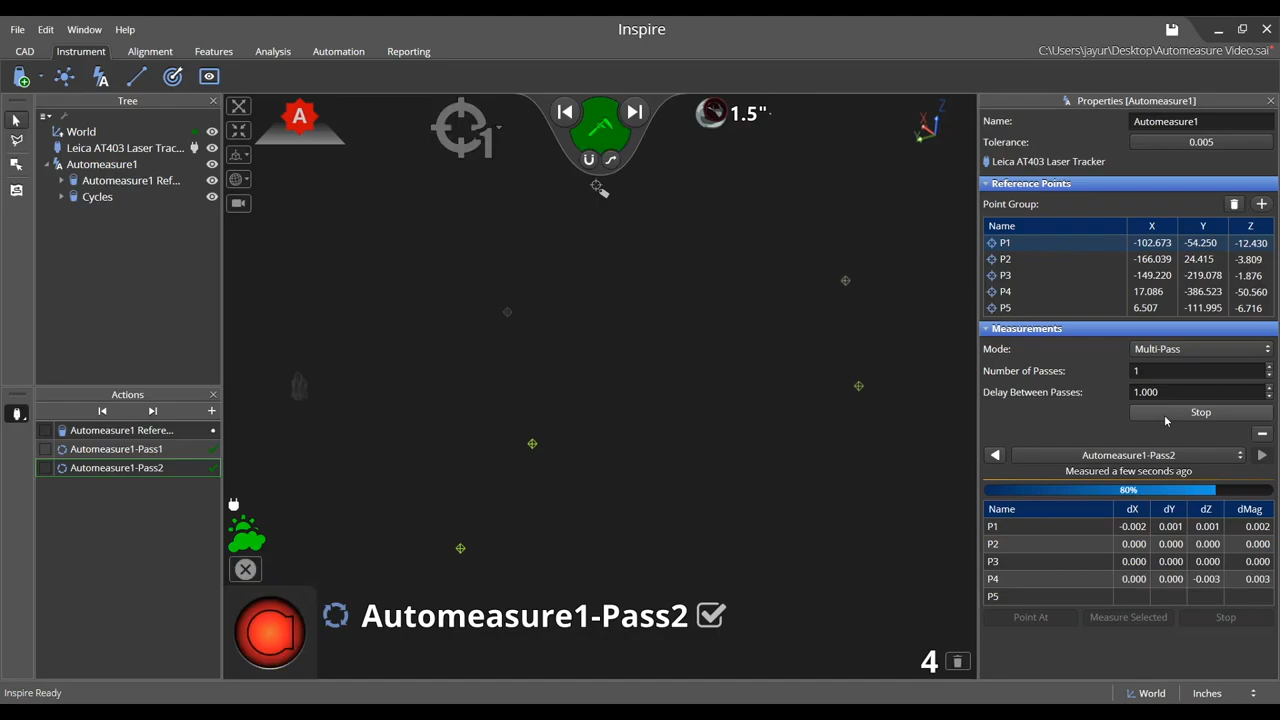 File Edit Window Help
Inspire
CAD Instrument Alignment Features Analysis Automation Reporting
C:\Users\jayur\Desktop\Automeasure Video.sai*
Tree
World
Leica AT403 Laser Trac...
Automeasure1
Automeasure1 Ref...
Cycles
Actions
Automeasure1 Refere...
Automeasure1-Pass1
Automeasure1-Pass2
A
1
1.5"
X
Y
Z
Automeasure1-Pass2
4
Properties [Automeasure1]
Name: Automeasure1
Tolerance: 0.005
Leica AT403 Laser Tracker
Reference Points
Point Group:
Name X Y Z
P1 -102.673 -54.250 -12.430
P2 -166.039 24.415 -3.809
P3 -149.220 -219.078 -1.876
P4 17.086 -386.523 -50.560
P5 6.507 -111.995 -6.716
Measurements
Mode: Multi-Pass
Number of Passes: 1
Delay Between Passes: 1.000
Stop
Automeasure1-Pass2
Measured a few seconds ago
80%
Name dX dY dZ dMag
P1 -0.002 0.001 0.001 0.002
P2 0.000 0.000 0.000 0.000
P3 0.000 0.000 0.000 0.000
P4 0.000 0.000 -0.003 0.003
P5
Point At Measure Selected Stop
Inspire Ready
World Inches